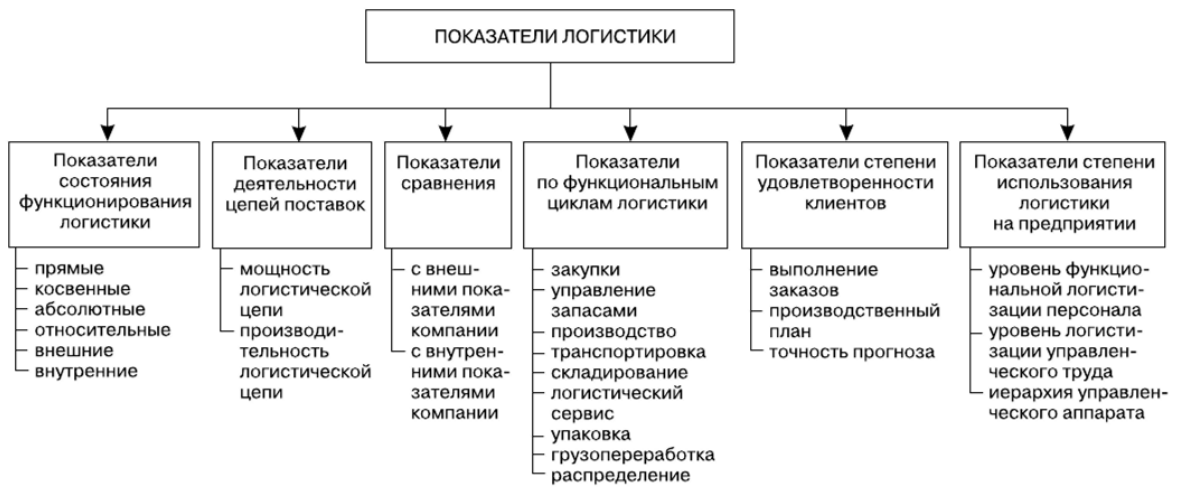 ПОКАЗАТЕЛИ ЛОГИСТИКИ
Показатели
состояния
функционирования
логистики
прямые
косвенные
абсолютные
относительные
внешние
внутренние
Показатели
деятельности
цепей поставок
мощность
логистической
цепи
производи-
тельность
логистической
цепи
Показатели
сравнения
с внеш-
ними пока-
зателями
компании
с внутрен-
ними пока-
зателями
компании
Показатели
по функциональным
циклам логистики
закупки
управление
запасами
производство
транспортировка
складирование
логистический
сервис
упаковка
грузопереработка
распределение
Показатели степени
удовлетворенности
клиентов
выполнение
заказов
производственный
план
точность прогноза
Показатели степени
использования
логистики
на предприятии
уровень функцио-
нальной логисти-
зации персонала
уровень логисти-
зации управлен-
ческого труда
иерархия управлен-
ческого аппарата